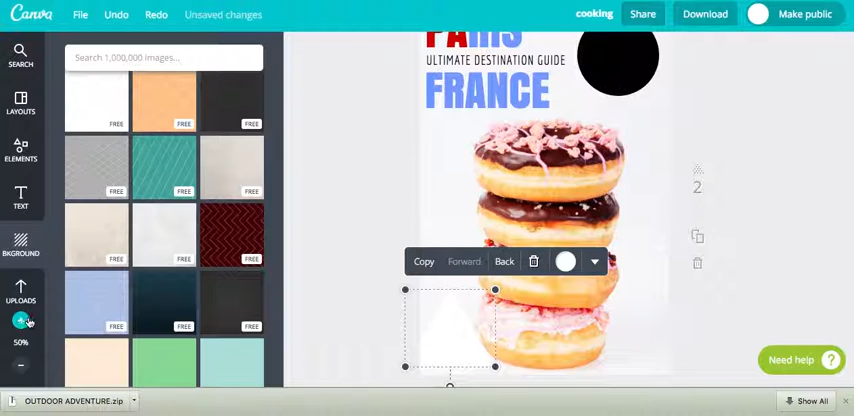 Canva
File
Undo
Redo
Unsaved changes
cooking
Share
Download
Make public
SEARCH
LAYOUTS
ELEMENTS
TEXT
BKGROUND
UPLOADS
50%
Search 1,000,000 images...
FREE
FREE
FREE
FREE
FREE
FREE
FREE
FREE
FREE
FREE
FREE
FREE
PARIS
ULTIMATE DESTINATION GUIDE
FRANCE
Copy
Forward
Back
2
Need help
?
OUTDOOR ADVENTURE.zip
Show All